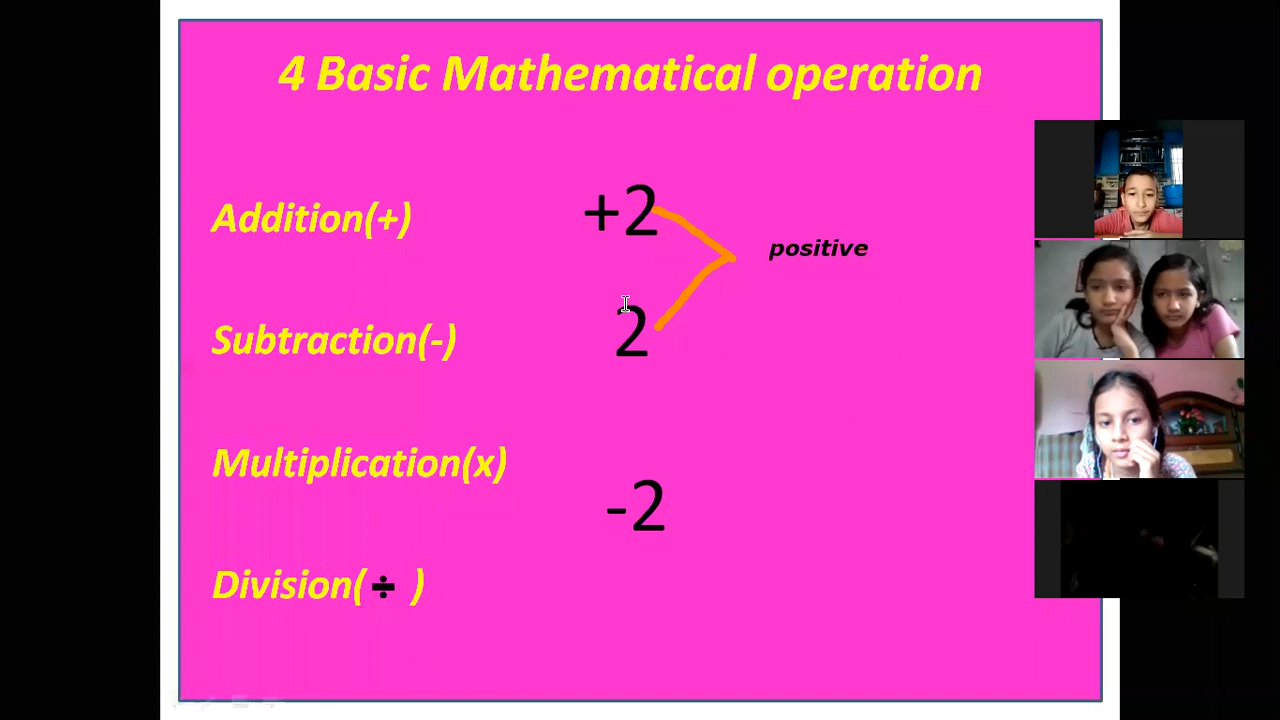 4 Basic Mathematical operation
Addition(+)
+2
positive
Subtraction(-)
2
Multiplication(x)
-2
Division(÷ )